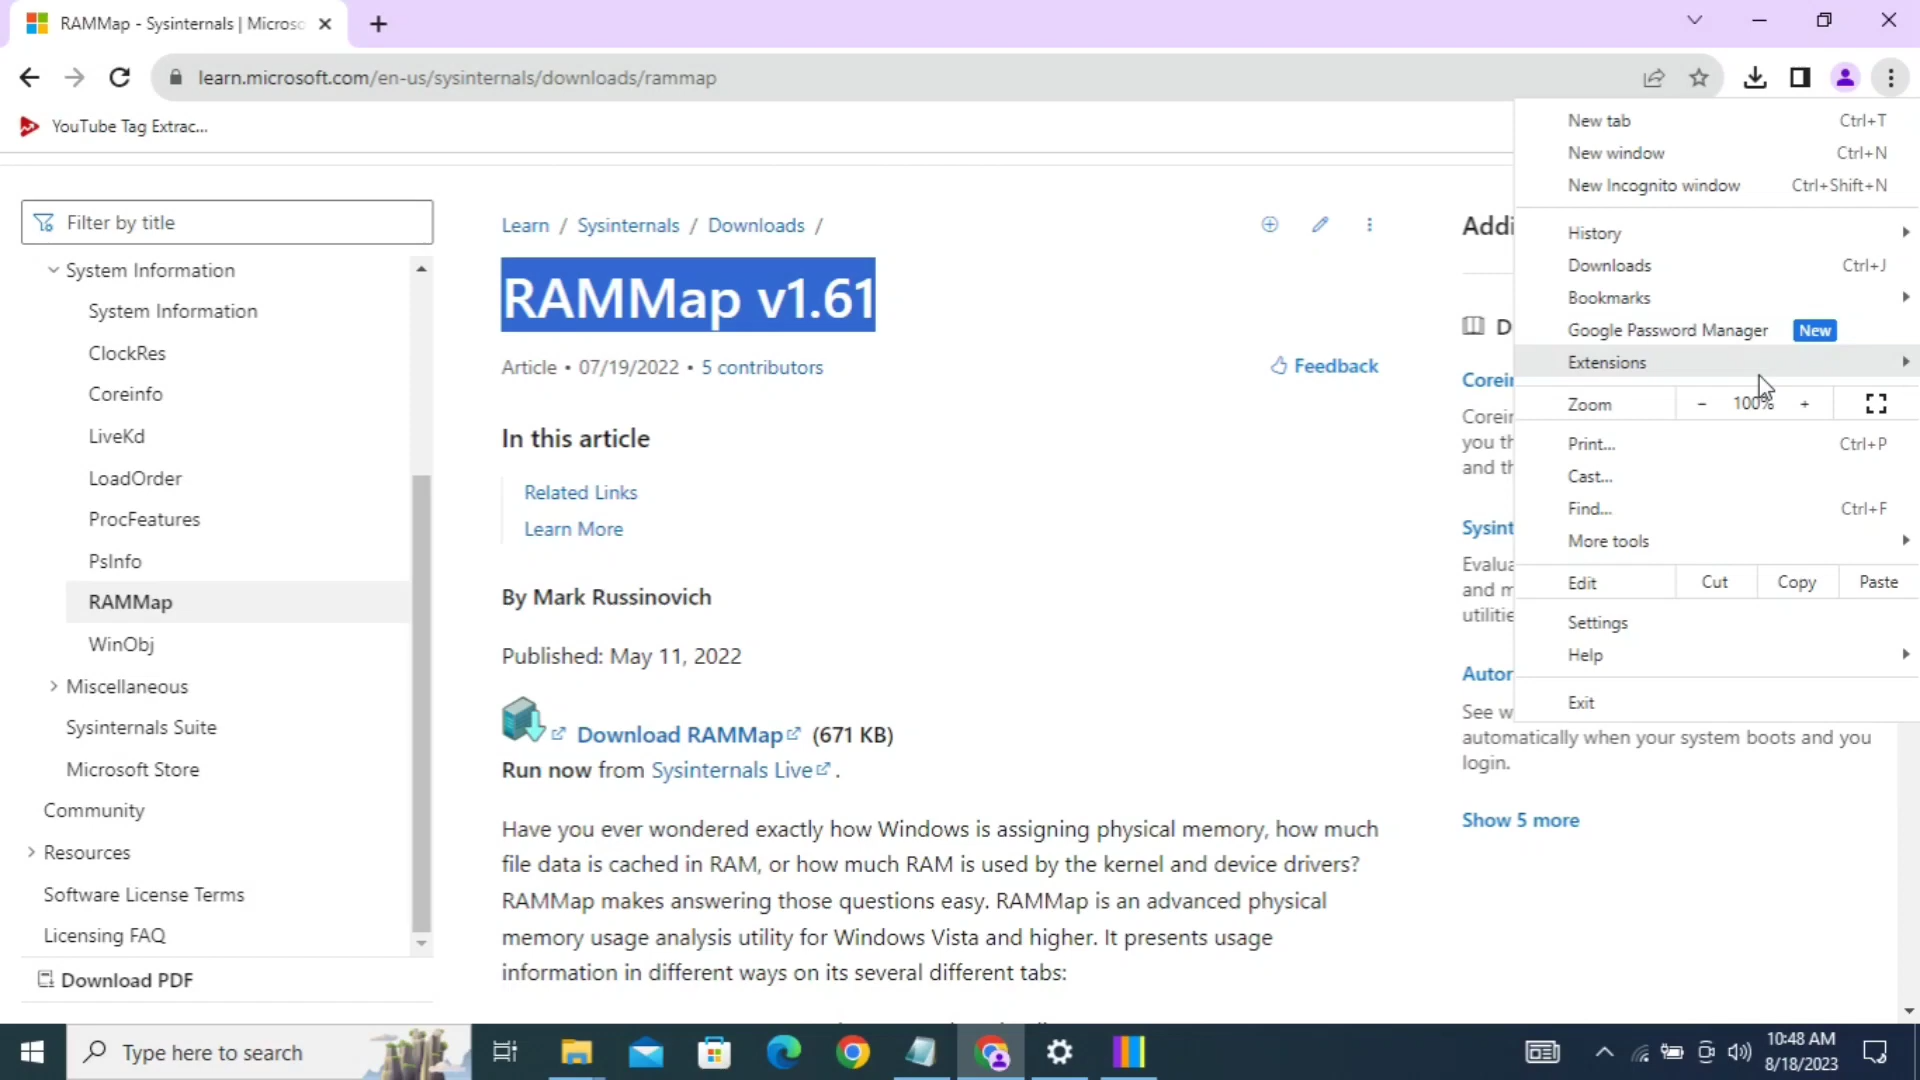 RAMMap - Sysinternals | Micros
learn.microsoft.com/en-us/sysinternals/downloads/rammap
YouTube Tag Extrac...
New tab Ctrl+T
New window Ctrl+N
New Incognito window Ctrl+Shift+N
History
Downloads Ctrl+J
Bookmarks
Google Password Manager New
Extensions
Zoom - 100% +
Print... Ctrl+P
Cast...
Find... Ctrl+F
More tools
Edit Cut Copy Paste
Settings
Help
Exit
Filter by title
System Information
System Information
ClockRes
Coreinfo
LiveKd
LoadOrder
ProcFeatures
PsInfo
RAMMap
WinObj
Miscellaneous
Sysinternals Suite
Microsoft Store
Community
Resources
Software License Terms
Licensing FAQ
Download PDF
Learn / Sysinternals / Downloads /
RAMMap v1.61
Article • 07/19/2022 • 5 contributors
Feedback
In this article
Related Links
Learn More
By Mark Russinovich
Published: May 11, 2022
Download RAMMap (671 KB)
Run now from Sysinternals Live .
Have you ever wondered exactly how Windows is assigning physical memory, how much
file data is cached in RAM, or how much RAM is used by the kernel and device drivers?
RAMMap makes answering those questions easy. RAMMap is an advanced physical
memory usage analysis utility for Windows Vista and higher. It presents usage
information in different ways on its several different tabs:
Addi
D
Corei
Corei
you th
and th
Sysint
Evalua
and m
utilitie
Autor
See w
automatically when your system boots and you
login.
Show 5 more
Type here to search
10:48 AM
8/18/2023